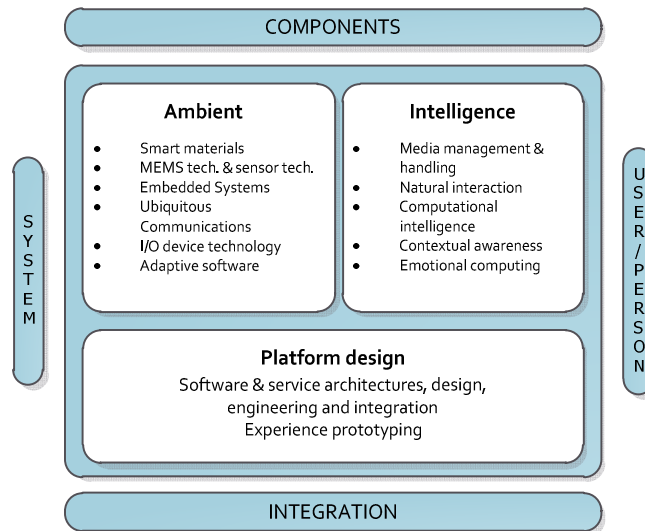 COMPONENTS
SYSTEM
Ambient
• Smart materials
• MEMS tech. & sensor tech.
• Embedded Systems
• Ubiquitous
Communications
• I/O device technology
• Adaptive software
Intelligence
• Media management &
handling
• Natural interaction
• Computational
intelligence
• Contextual awareness
• Emotional computing
USER/PERSON
Platform design
Software & service architectures, design,
engineering and integration
Experience prototyping
INTEGRATION